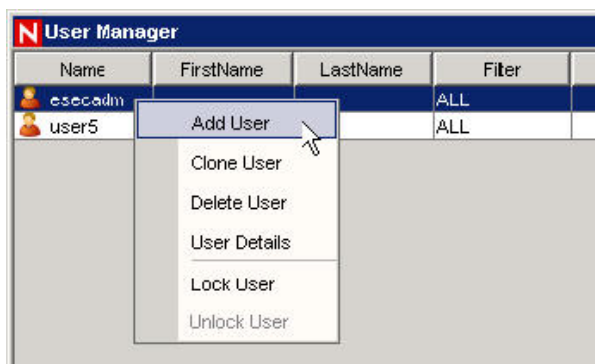 N User Manager
Name FirstName LastName Filter
esecadm ALL
user5 ALL
Add User
Clone User
Delete User
User Details
Lock User
Unlock User